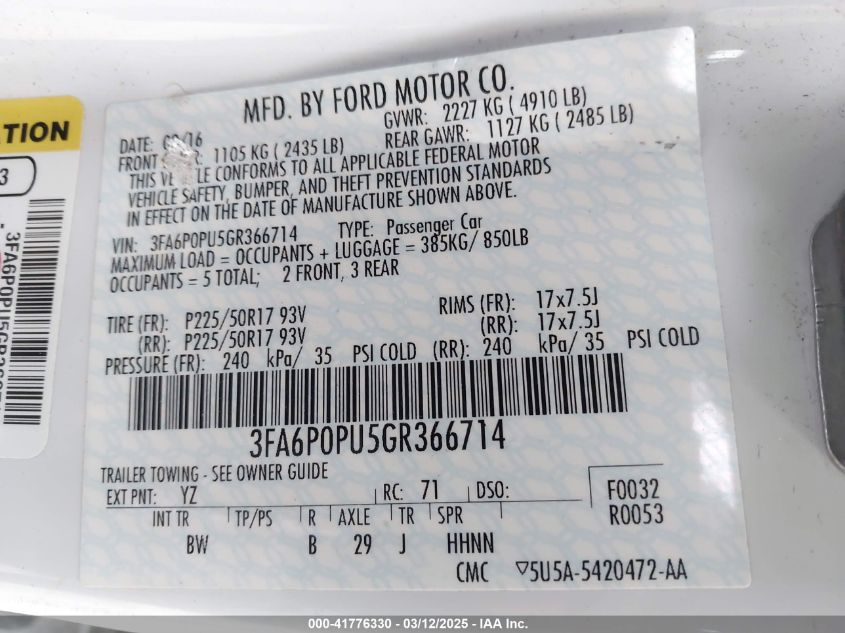 MFD. BY FORD MOTOR CO.
DATE: /16 GVWR: 2227 KG ( 4910 LB)
FRONT 1105 KG ( 2435 LB) REAR GAWR: 1127 KG ( 2485 LB)
THIS CONFORMS TO ALL APPLICABLE FEDERAL MOTOR
VEHICLE SAFETY, BUMPER, AND THEFT PREVENTION STANDARDS
IN EFFECT ON THE DATE OF MANUFACTURE SHOWN ABOVE.
VIN: 3FA6P0PU5GR366714 TYPE: Passenger Car
MAXIMUM LOAD = OCCUPANTS + LUGGAGE = 385KG/ 850LB
OCCUPANTS = 5 TOTAL; 2 FRONT, 3 REAR
TIRE (FR): P225/50R17 93V RIMS (FR): 17x7.5J
(RR): P225/50R17 93V (RR): 17x7.5J
PRESSURE (FR): 240 kPa/ 35 PSI COLD (RR): 240 kPa/ 35 PSI COLD
3FA6P0PU5GR366714
TRAILER TOWING - SEE OWNER GUIDE
EXT PNT: YZ RC: 71 DSO: F0032
R0053
INT TR TP/PS R AXLE TR SPR
BW B 29 J HHNN
CMC ▽5U5A-5420472-AA
ATION
3
000-41776330 - 03/12/2025 - IAA Inc.